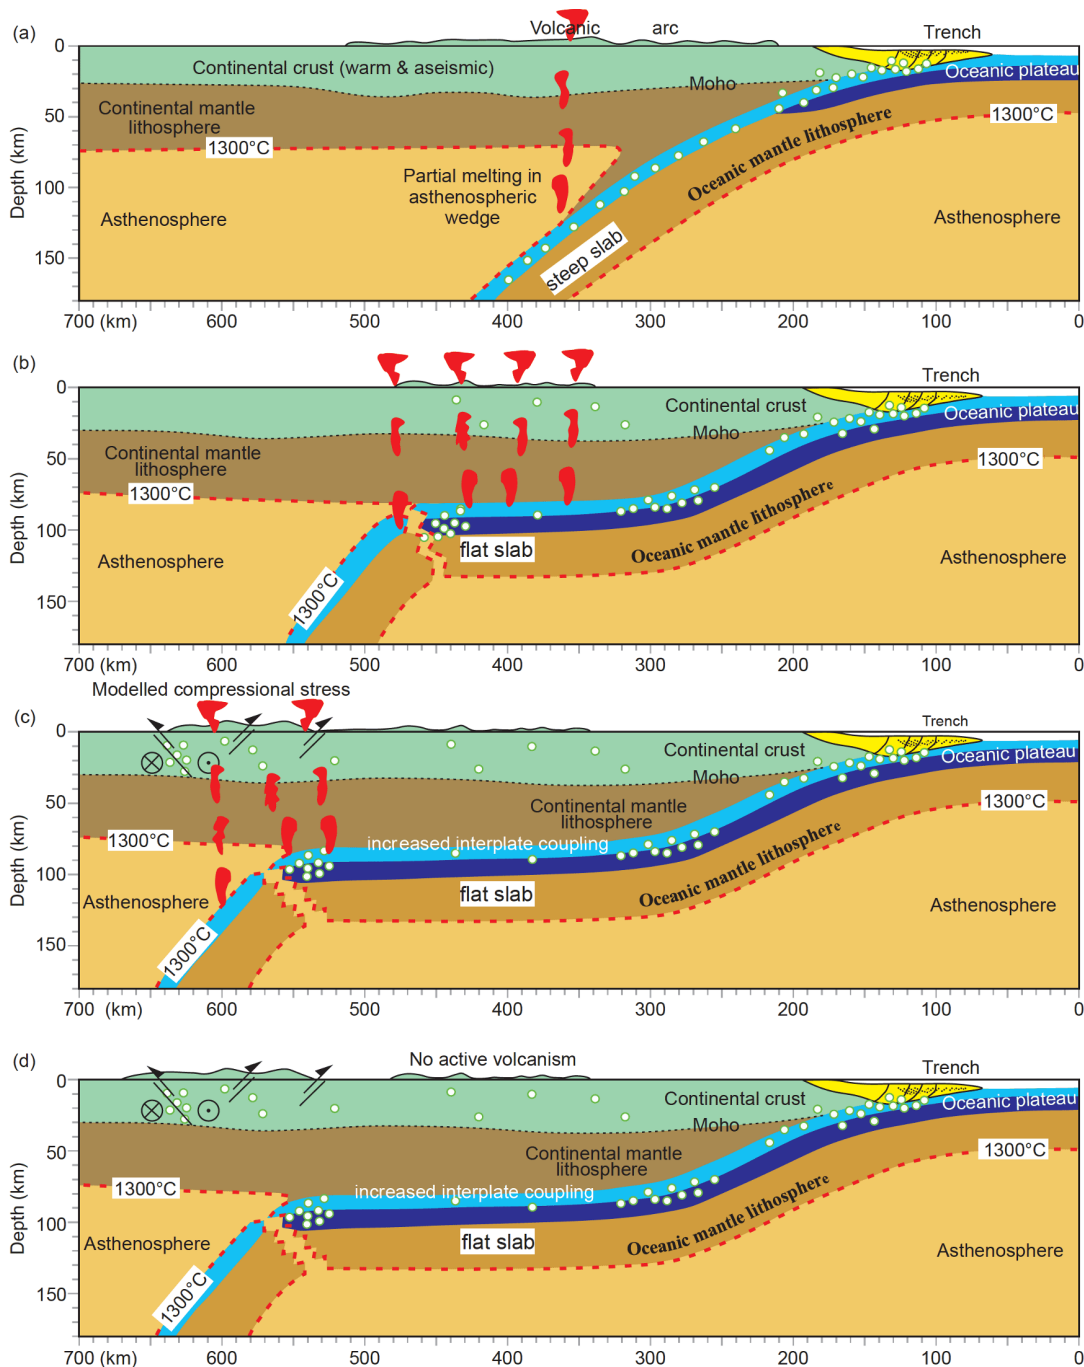 (a)
Volcanic arc
Trench
0
Continental crust (warm & aseismic)
Moho
Oceanic plateau
Continental mantle
lithosphere
50
1300°C
1300°C
Oceanic mantle lithosphere
Depth (km)
100
Partial melting in
asthenospheric
wedge
Asthenosphere
Asthenosphere
150
steep slab
700 (km) 600 500 400 300 200 100 0
(b)
Trench
0
Continental crust
Oceanic plateau
Moho
Continental mantle
lithosphere
50
1300°C
1300°C
Oceanic mantle lithosphere
Depth (km)
100
flat slab
Asthenosphere
Asthenosphere
150
1300°C
700 (km) 600 500 400 300 200 100 0
Modelled compressional stress
(c)
Trench
0
Continental crust
Oceanic plateau
Moho
50
Continental mantle
lithosphere
1300°C
1300°C
increased interplate coupling
Oceanic mantle lithosphere
Depth (km)
100
flat slab
Asthenosphere
Asthenosphere
150
1300°C
700 (km) 600 500 400 300 200 100 0
(d)
No active volcanism
Trench
0
Continental crust
Oceanic plateau
Moho
50
Continental mantle
lithosphere
1300°C
1300°C
increased interplate coupling
Oceanic mantle lithosphere
Depth (km)
100
flat slab
Asthenosphere
Asthenosphere
150
1300°C
700 (km) 600 500 400 300 200 100 0